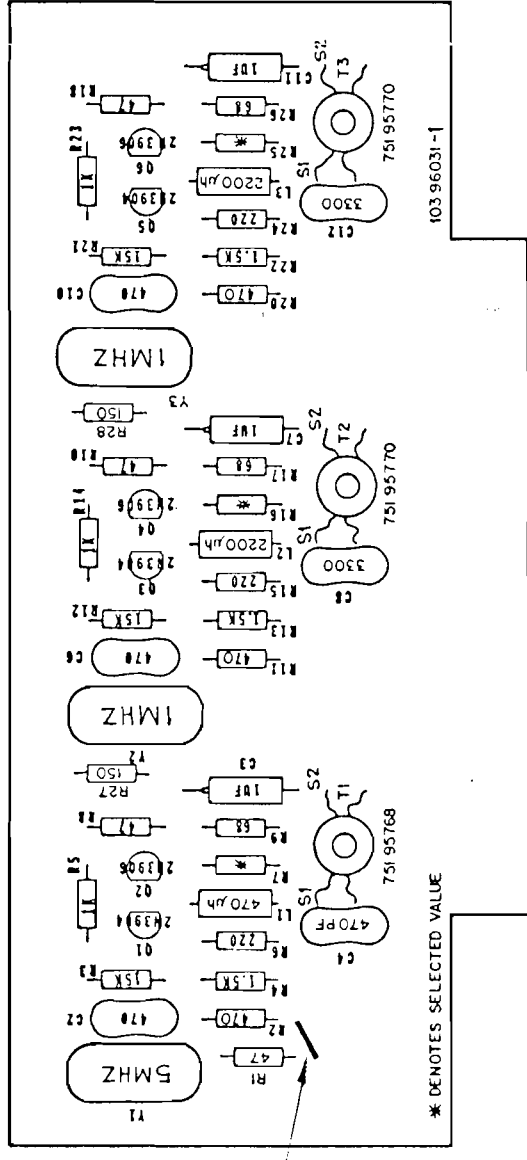 S2
T3
1UF
C11
R18
47
68
R26
75195770
R23
2N3906
Q6
*
R25
S1
1K
2N3904
Q5
2200µh
L3
3300
C12
220
R24
R21
15K
1.5K
R22
C10
470
470
R20
103 96031-1
1MHZ
Y3
150
R28
1UF
C7
S2
T2
R10
47
68
R17
75195770
R14
2N3906
Q4
*
R16
S1
1K
2N3904
Q3
2200µh
L2
3300
C8
220
R15
R12
15K
1.5K
R13
C6
470
470
R11
1MHZ
Y2
150
R27
C3
1UF
S2
T1
R8
47
68
R9
75195768
R5
2N3906
Q2
*
R7
S1
1K
2N3904
Q1
470µh
L1
470PF
C4
220
R6
R3
15K
1.5K
R4
C2
470
470
R2
5MHZ
Y1
47
R1
* DENOTES SELECTED VALUE